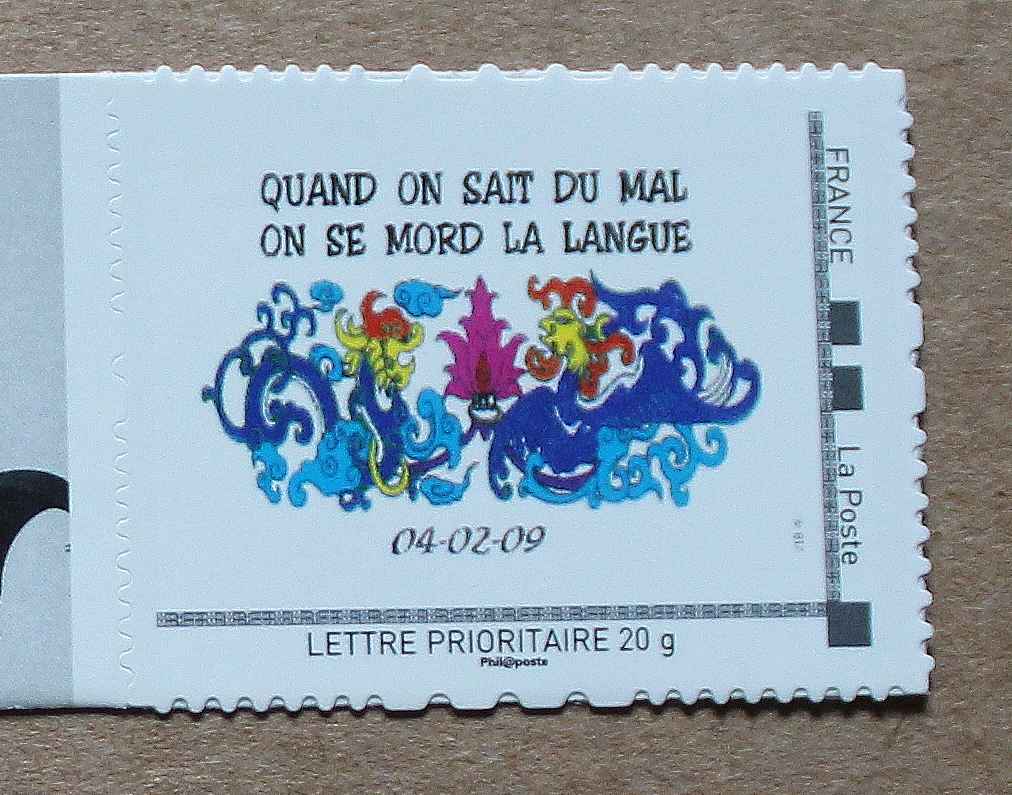 QUAND ON SAIT DU MAL
ON SE MORD LA LANGUE
04-02-09
LETTRE PRIORITAIRE 20 g
Phil@poste
FRANCE
La Poste